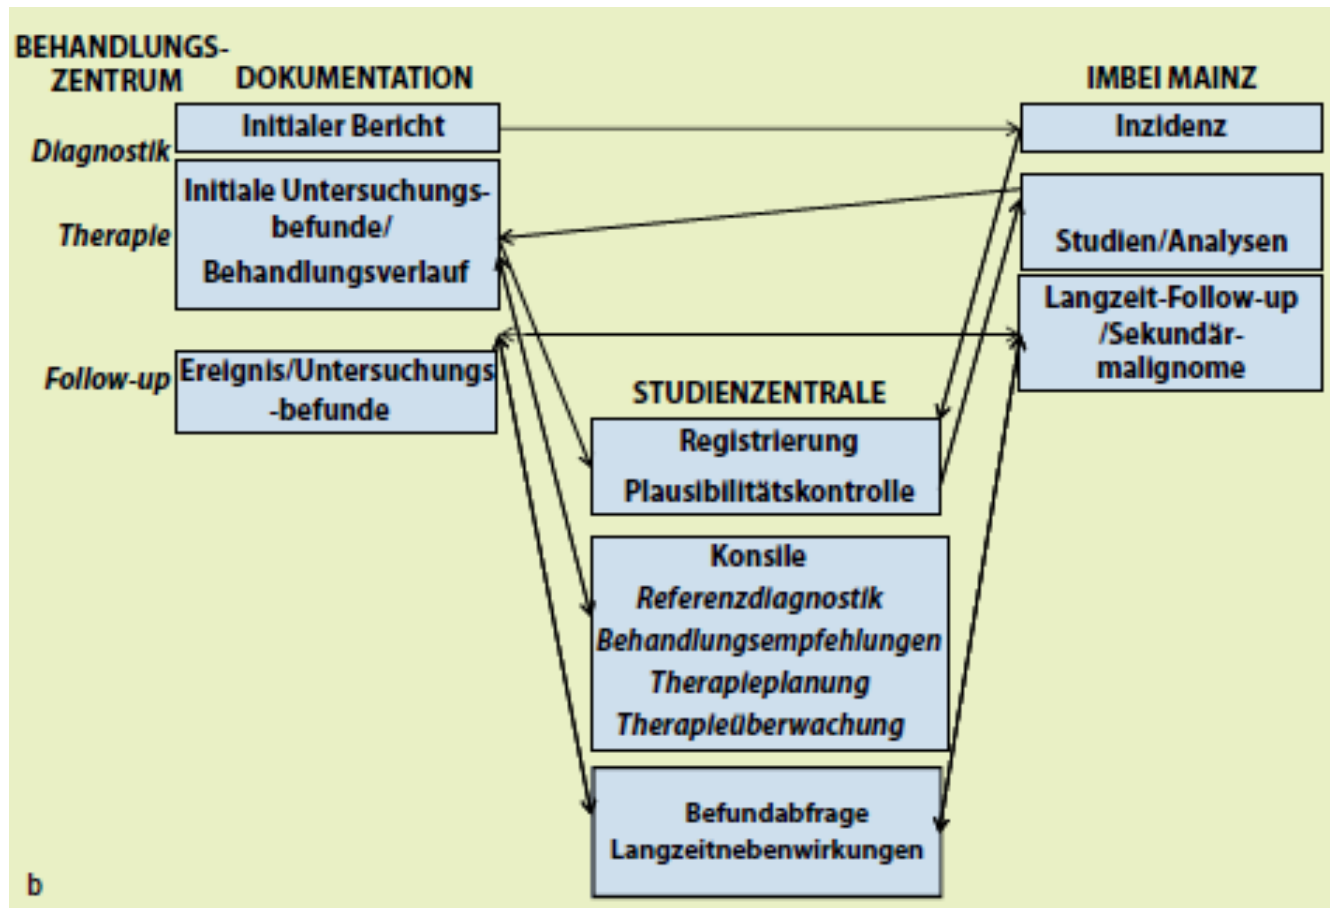 BEHANDLUNGS-
ZENTRUM
DOKUMENTATION
IMBEI MAINZ
Diagnostik
Initialer Bericht
Inzidenz
Therapie
Initiale Untersuchungs-
befunde/
Behandlungsverlauf
Studien/Analysen
Langzeit-Follow-up
/Sekundär-
malignome
Follow-up
Ereignis/Untersuchungs
-befunde
STUDIENZENTRALE
Registrierung
Plausibilitätskontrolle
Konsile
Referenzdiagnostik
Behandlungsempfehlungen
Therapieplanung
Therapieüberwachung
Befundabfrage
Langzeitnebenwirkungen
b